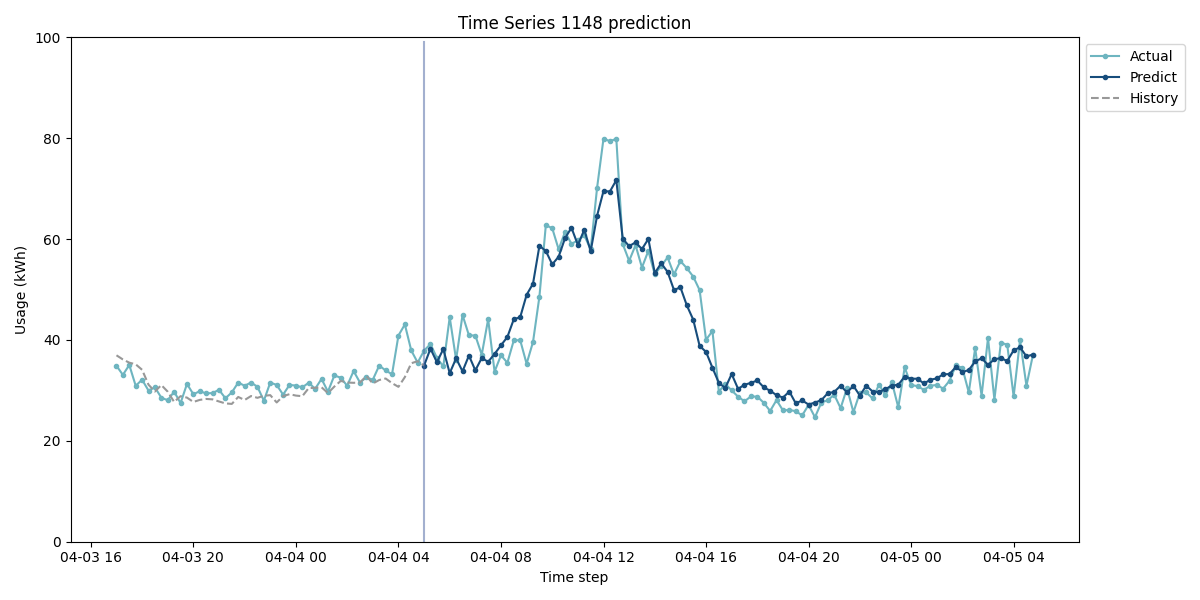 Time Series 1148 prediction
Usage (kWh)
100
80
60
40
20
0
04-03 16
04-03 20
04-04 00
04-04 04
04-04 08
04-04 12
04-04 16
04-04 20
04-05 00
04-05 04
Time step
Actual
Predict
History